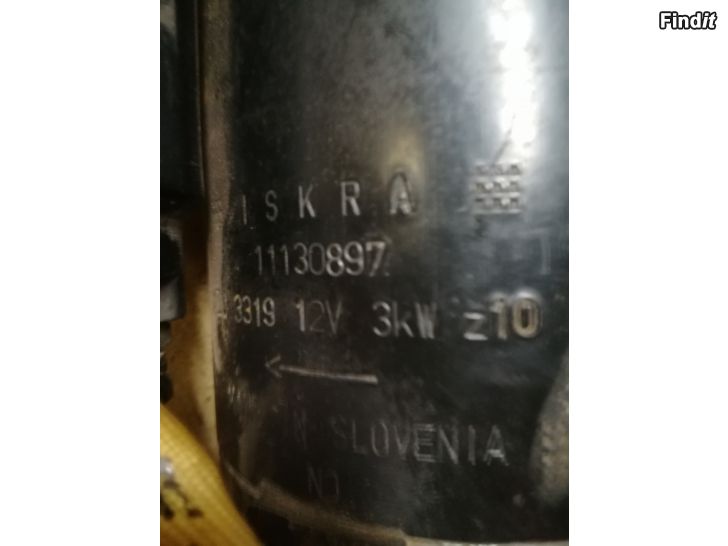 Findit
ISKRA
11130897
3319 12V 3kW z10
SLOVENIA